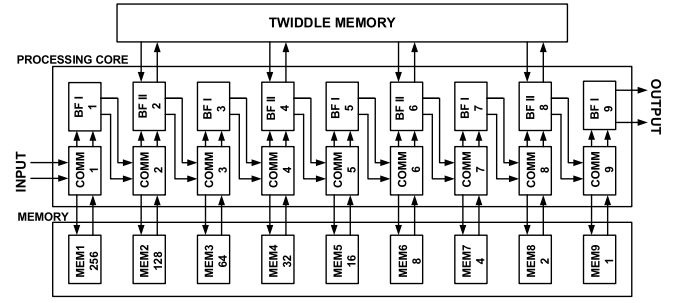 TWIDDLE MEMORY
PROCESSING CORE
BF I 1
BF II 2
BF I 3
BF II 4
BF I 5
BF II 6
BF I 7
BF II 8
BF I 9
OUTPUT
INPUT
COMM 1
COMM 2
COMM 3
COMM 4
COMM 5
COMM 6
COMM 7
COMM 8
COMM 9
MEMORY
MEM1 256
MEM2 128
MEM3 64
MEM4 32
MEM5 16
MEM6 8
MEM7 4
MEM8 2
MEM9 1